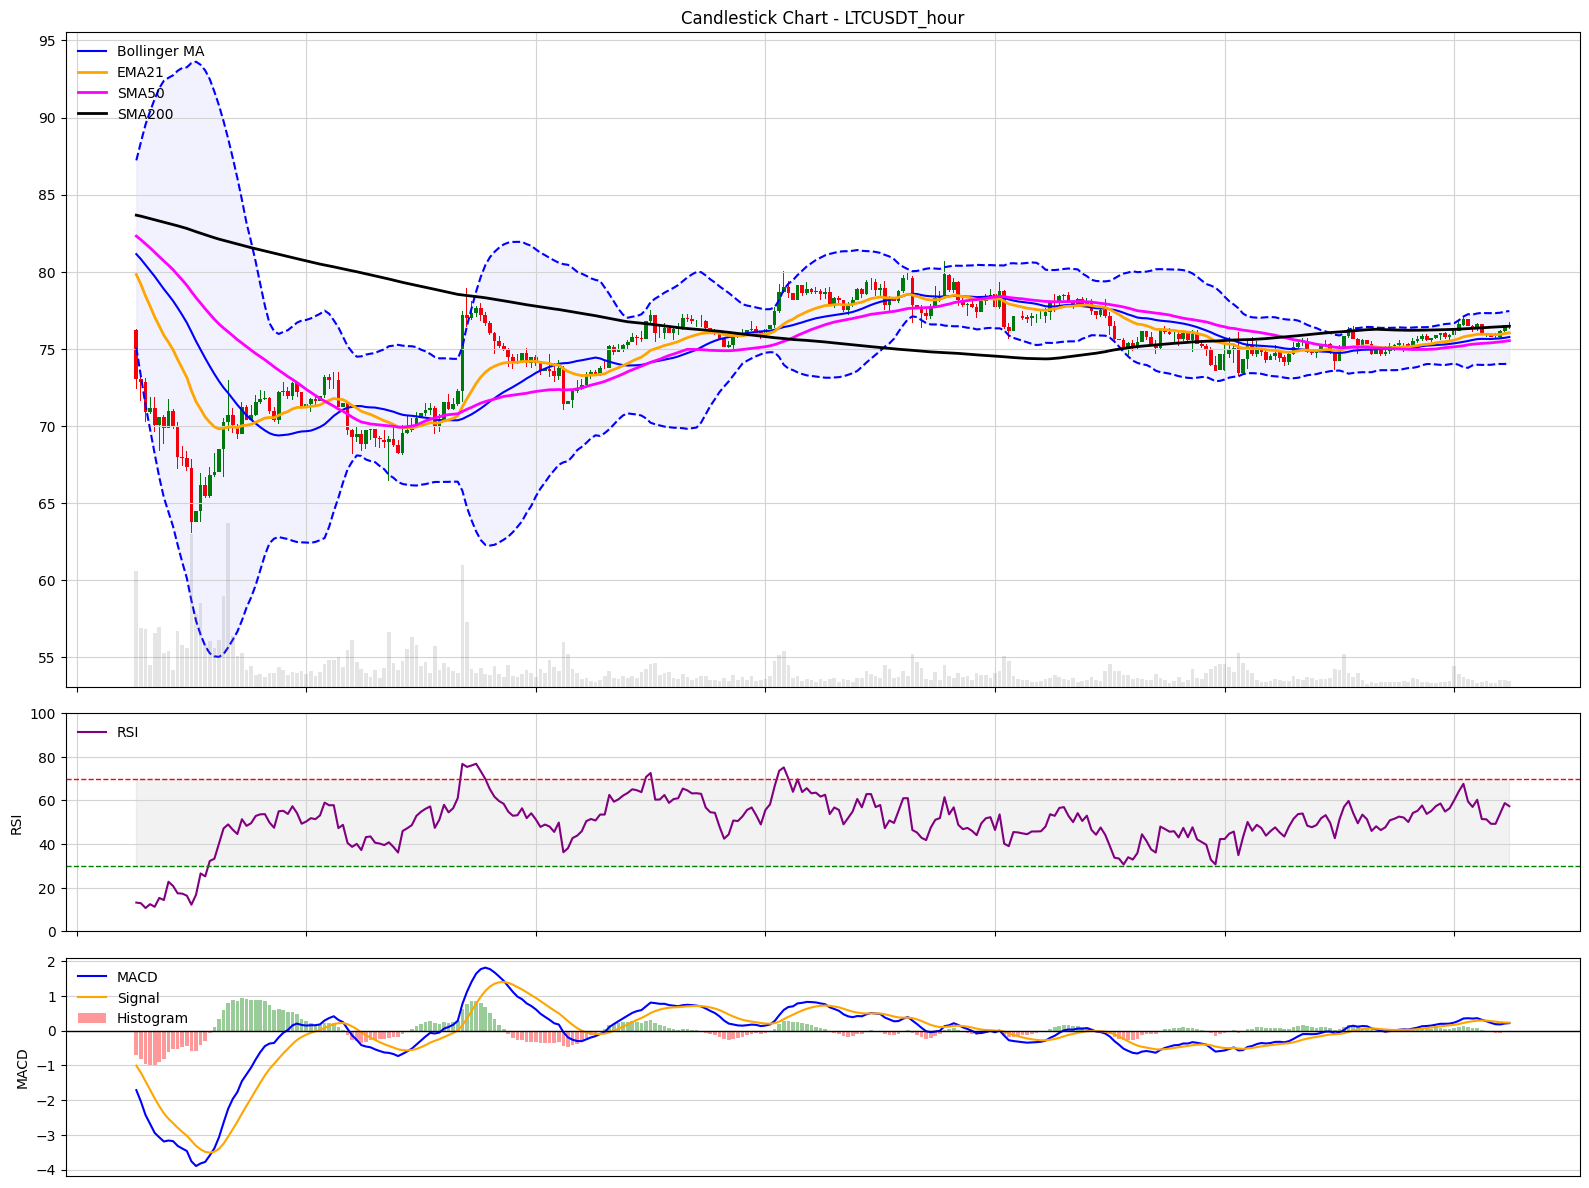 Candlestick Chart - LTCUSDT_hour
95
90
85
80
75
70
65
60
55
Bollinger MA
EMA21
SMA50
SMA200
100
80
60
40
20
0
RSI
RSI
2
1
0
−1
−2
−3
−4
MACD
MACD
Signal
Histogram